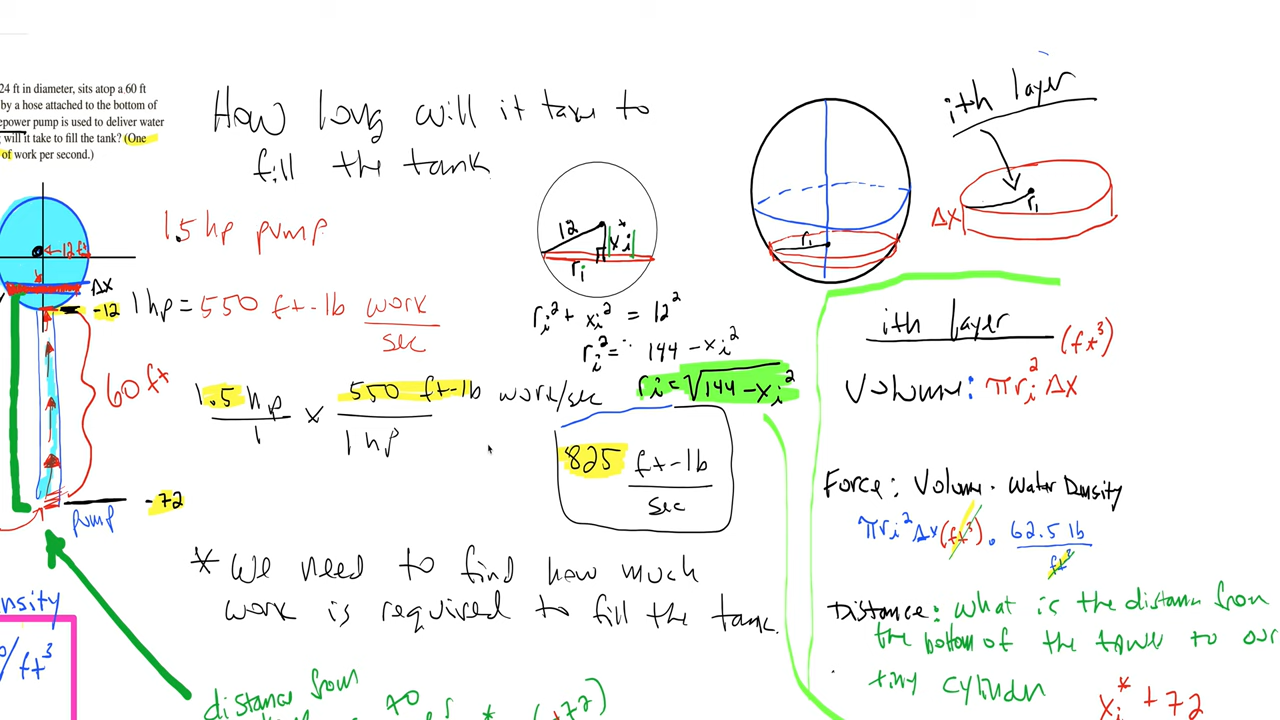 24 ft in diameter, sits atop a 60 ft
by a hose attached to the bottom of
epower pump is used to deliver water
will it take to fill the tank? (One
of work per second.)
How long will it take to
fill the tank
1.5 hp pump
1 hp = 550 ft-lb work/sec
1.5 hp/1 × 550 ft-lb/1 hp work/sec
825 ft-lb/sec
* We need to find how much
work is required to fill the tank.
12 ft
Δx
-12
60 ft
-72
pump
nsity
/ft³
distance from
12
xi*
ri
ri² + xi² = 12²
ri² = 144 - xi²
ri = √144 - xi²
ri
ith layer
Δx
ri
ith layer
Volume: πri²Δx (ft³)
Force: Volume · Water Density
πri²Δx (ft³) · 62.5 lb/ft³
Distance: What is the distance from
the bottom of the tank to our
tiny cylinder
xi* + 72